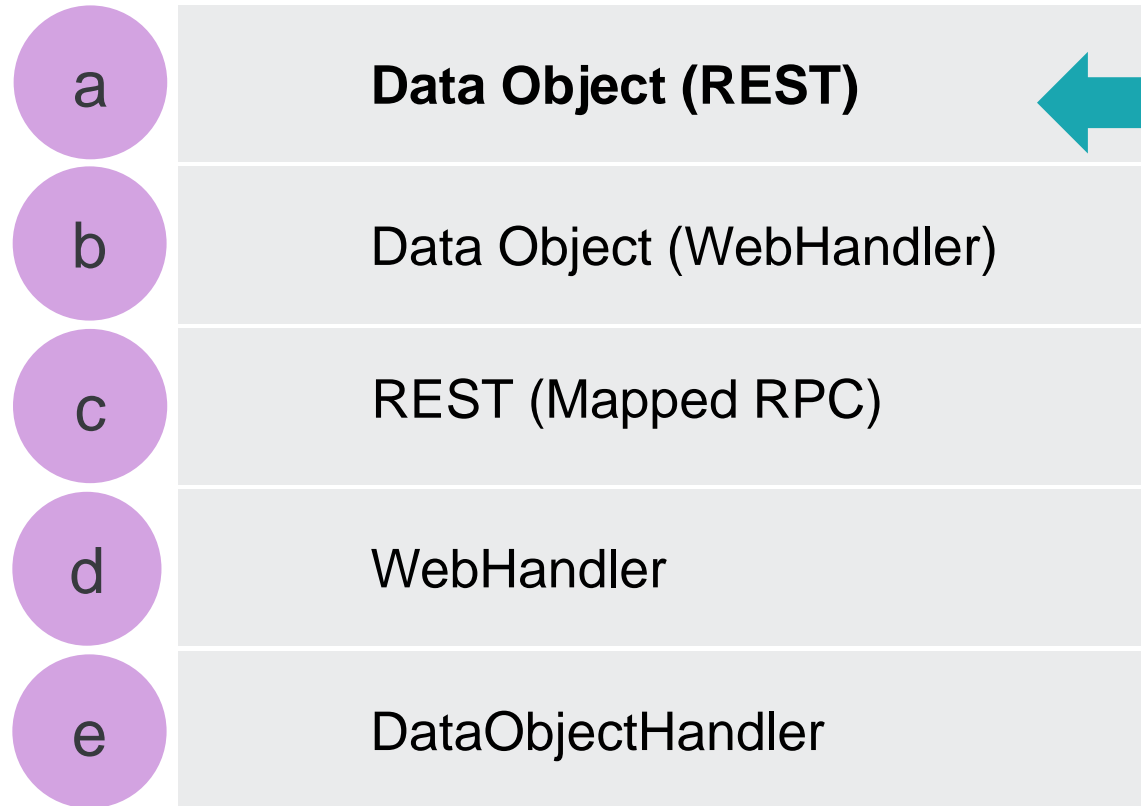 a Data Object (REST)
b Data Object (WebHandler)
c REST (Mapped RPC)
d WebHandler
e DataObjectHandler